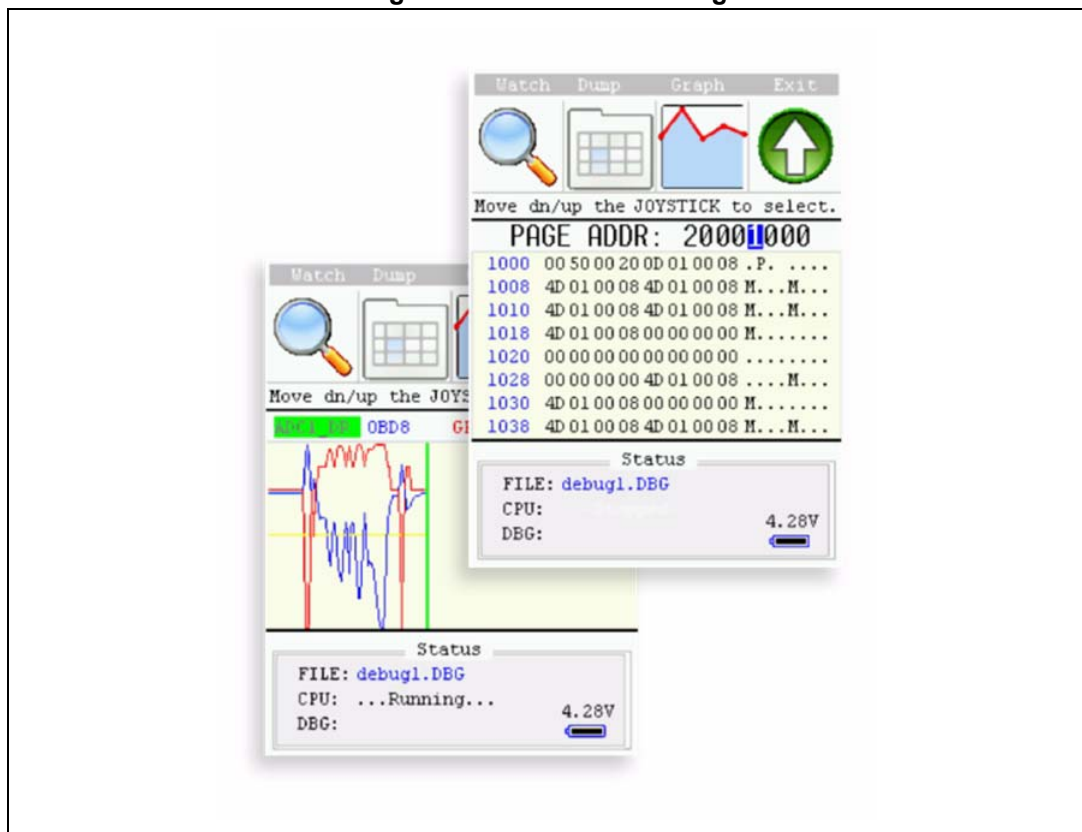 Watch Dump Graph Exit
Move dn/up the JOYSTICK to select.
PAGE ADDR: 20001000
1000 00 50 00 20 0D 01 00 08 .P. ....
1008 4D 01 00 08 4D 01 00 08 M...M...
1010 4D 01 00 08 4D 01 00 08 M...M...
1018 4D 01 00 08 00 00 00 00 M.......
1020 00 00 00 00 00 00 00 00 ........
1028 00 00 00 00 4D 01 00 08 ....M...
1030 4D 01 00 08 00 00 00 00 M.......
1038 4D 01 00 08 4D 01 00 08 M...M...
Status
FILE: debug1.DBG
CPU:
4.28V
DBG:
Watch Dump
Move dn/up the
OBD8
Status
FILE: debug1.DBG
CPU: ...Running...
4.28V
DBG: